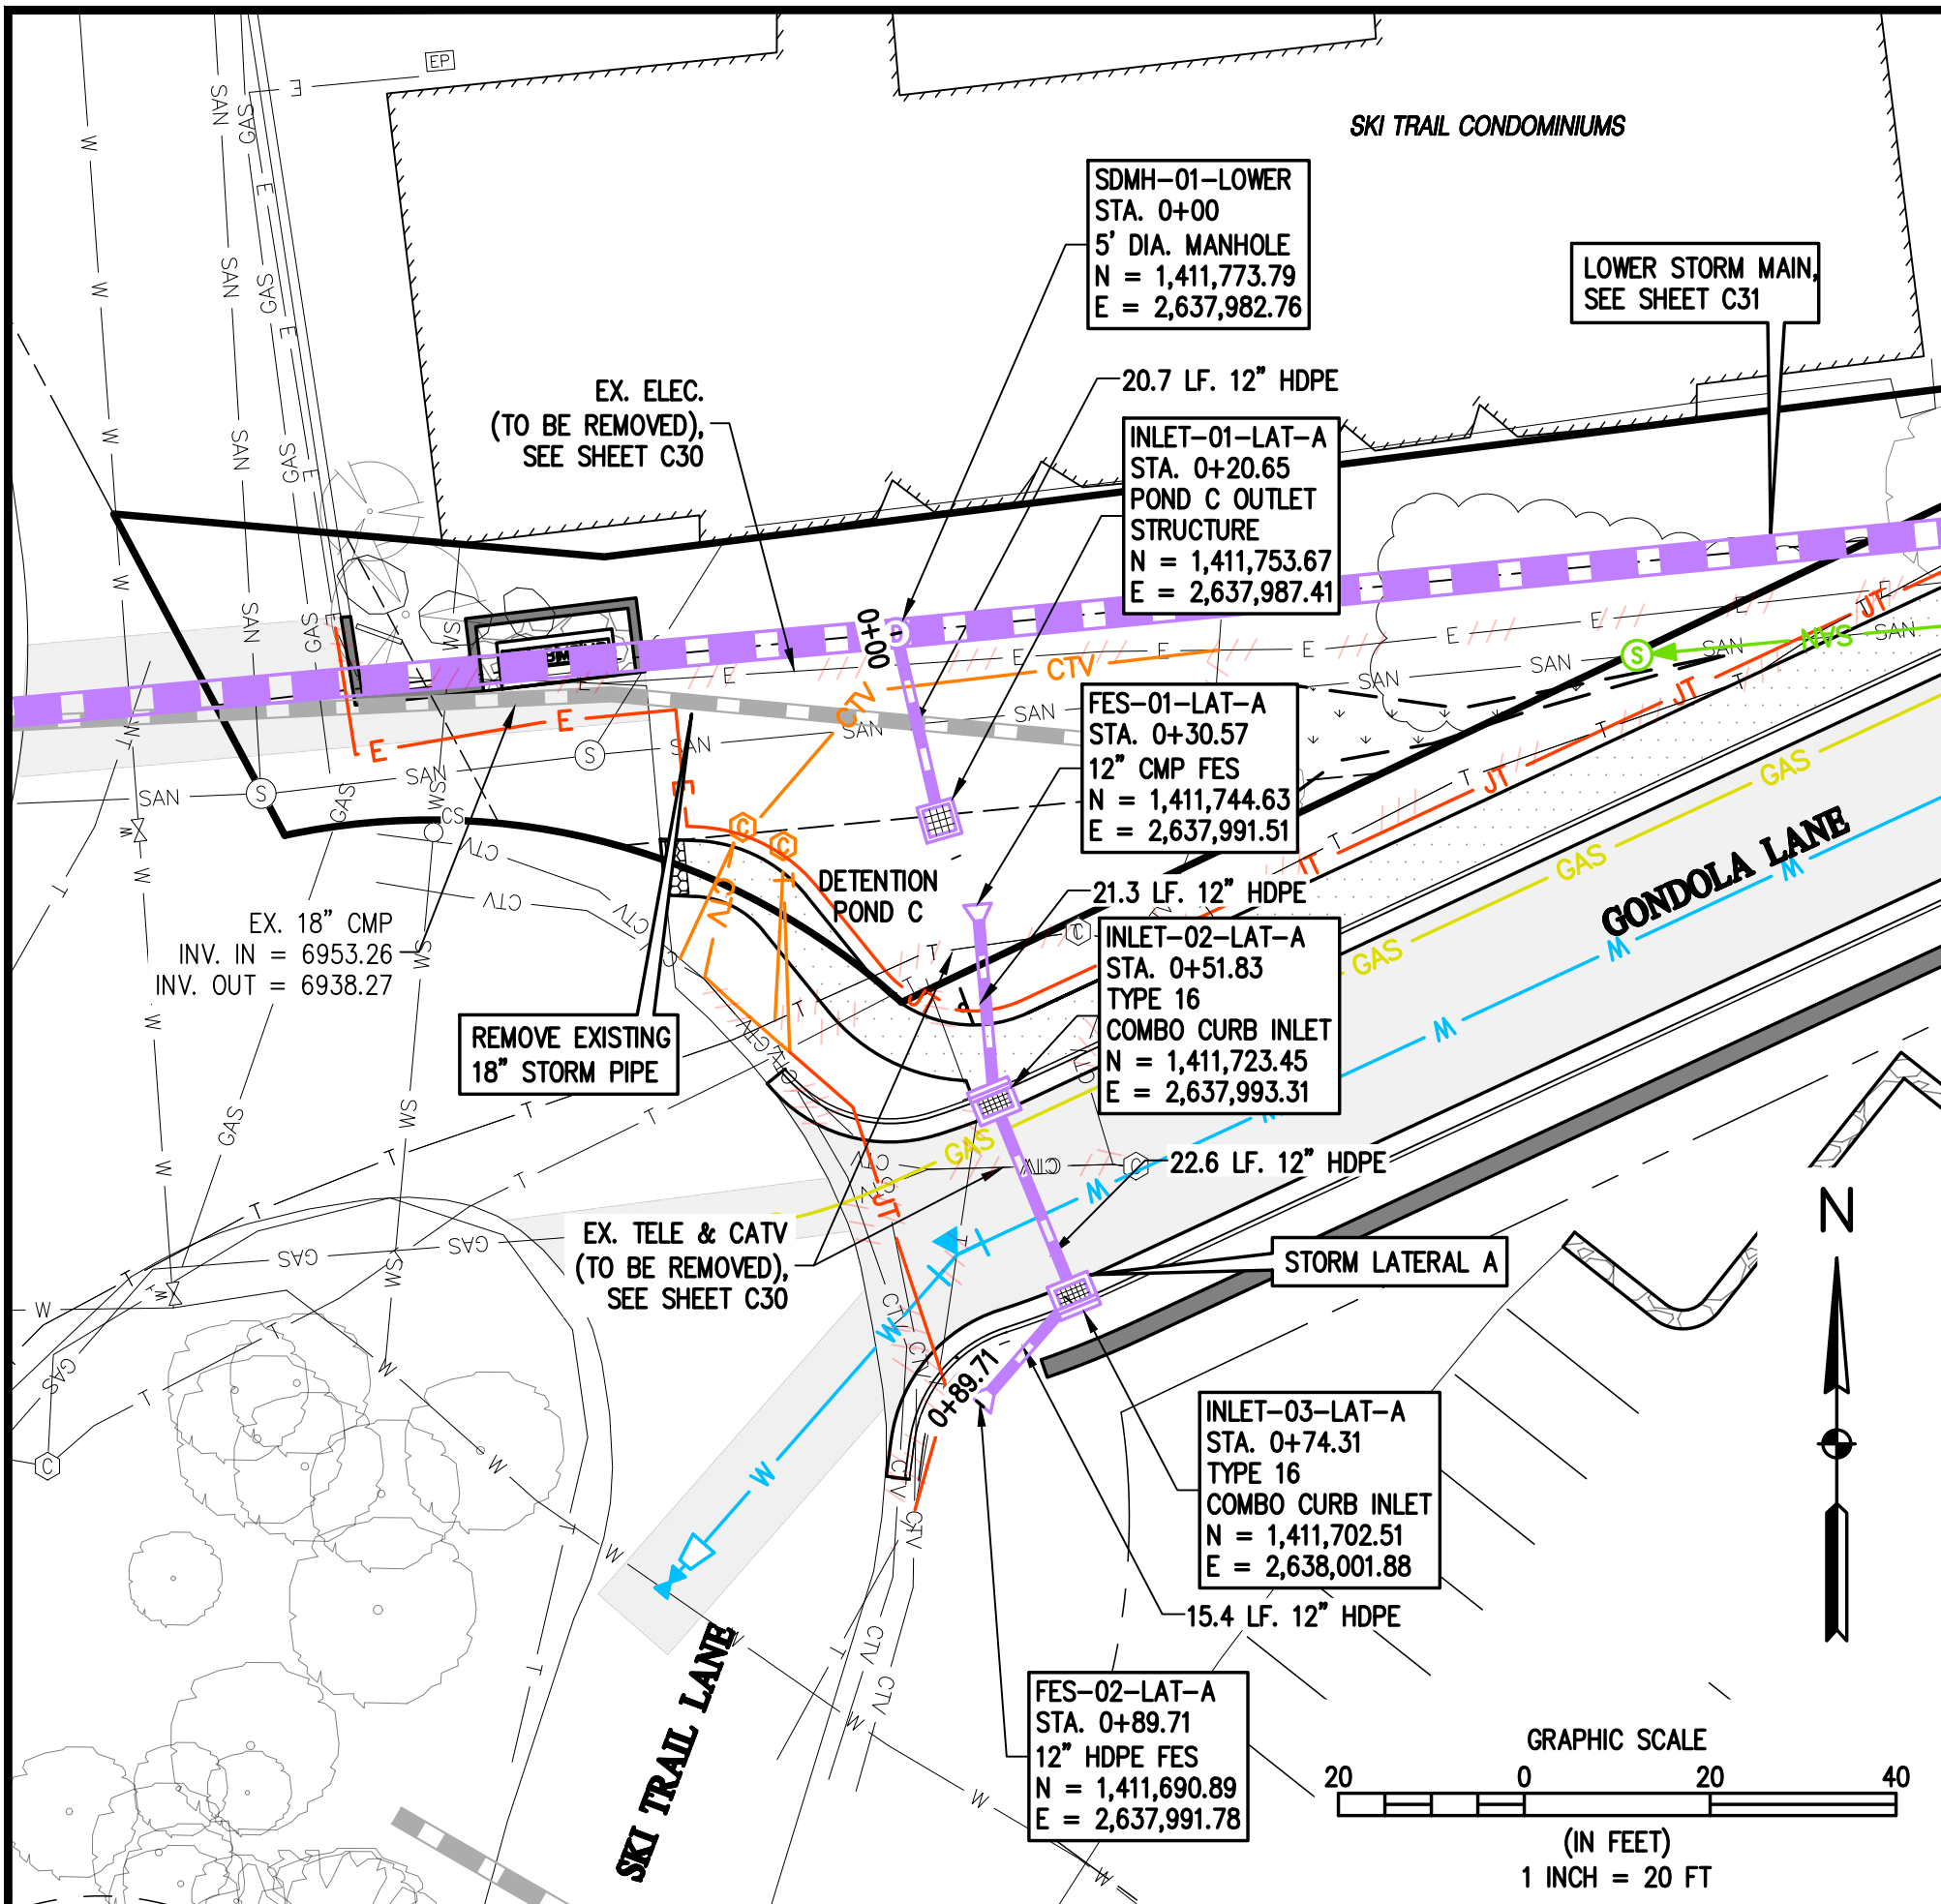 EP
SKI TRAIL CONDOMINIUMS
SDMH-01-LOWER
STA. 0+00
5' DIA. MANHOLE
N = 1,411,773.79
E = 2,637,982.76
LOWER STORM MAIN,
SEE SHEET C31
20.7 LF. 12" HDPE
EX. ELEC.
(TO BE REMOVED),
SEE SHEET C30
INLET-01-LAT-A
STA. 0+20.65
POND C OUTLET
STRUCTURE
N = 1,411,753.67
E = 2,637,987.41
0+00
FES-01-LAT-A
STA. 0+30.57
12" CMP FES
N = 1,411,744.63
E = 2,637,991.51
DETENTION
POND C
21.3 LF. 12" HDPE
GONDOLA LANE
EX. 18" CMP
INV. IN = 6953.26
INV. OUT = 6938.27
INLET-02-LAT-A
STA. 0+51.83
TYPE 16
COMBO CURB INLET
N = 1,411,723.45
E = 2,637,993.31
REMOVE EXISTING
18" STORM PIPE
22.6 LF. 12" HDPE
EX. TELE & CATV
(TO BE REMOVED),
SEE SHEET C30
STORM LATERAL A
N
0+89.71
INLET-03-LAT-A
STA. 0+74.31
TYPE 16
COMBO CURB INLET
N = 1,411,702.51
E = 2,638,001.88
15.4 LF. 12" HDPE
SKI TRAIL LANE
FES-02-LAT-A
STA. 0+89.71
12" HDPE FES
N = 1,411,690.89
E = 2,637,991.78
GRAPHIC SCALE
20 0 20 40
(IN FEET)
1 INCH = 20 FT
W
SAN
GAS
E
CTV
JT
T
S
C
WS
CS
D